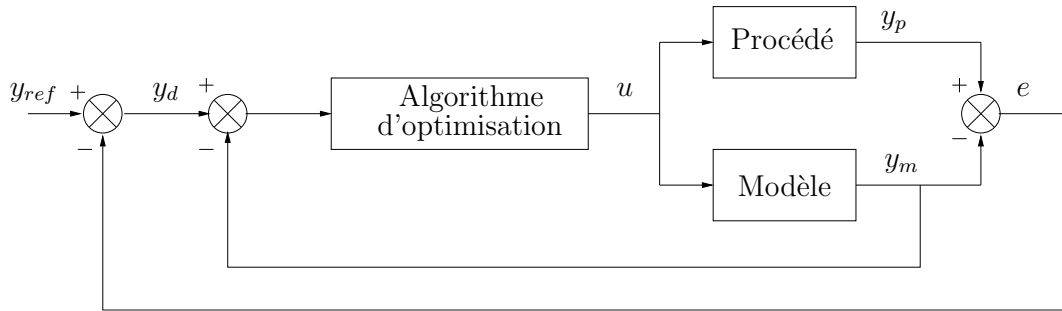 Procédé
y_p
y_ref
+
−
y_d
+
−
Algorithme
d'optimisation
u
+
−
e
Modèle
y_m